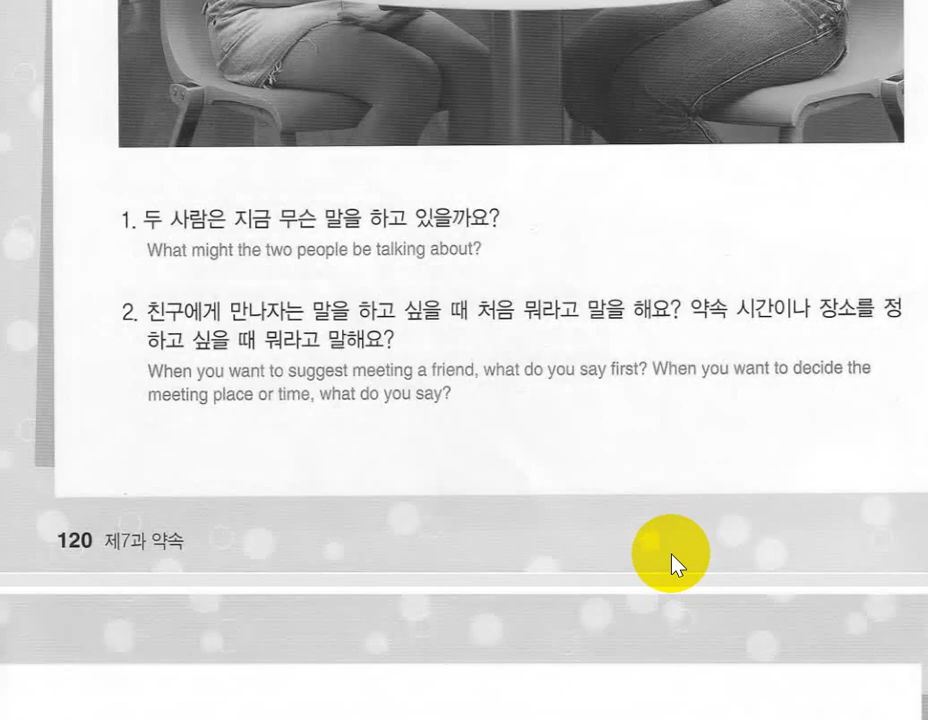 1. 두 사람은 지금 무슨 말을 하고 있을까요?
What might the two people be talking about?
2. 친구에게 만나자는 말을 하고 싶을 때 처음 뭐라고 말을 해요? 약속 시간이나 장소를 정
하고 싶을 때 뭐라고 말해요?
When you want to suggest meeting a friend, what do you say first? When you want to decide the
meeting place or time, what do you say?
120 제7과 약속